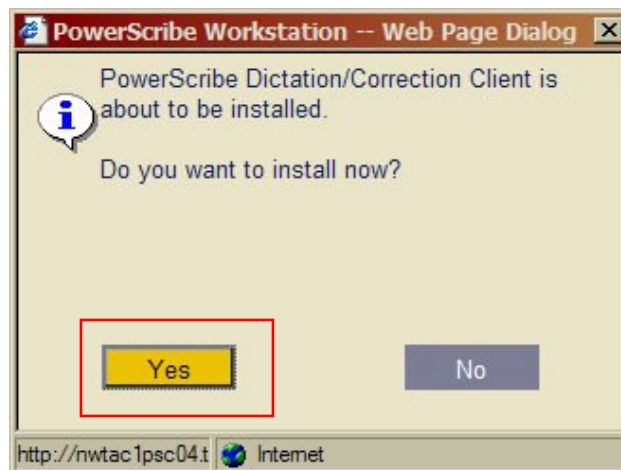 PowerScribe Workstation -- Web Page Dialog
PowerScribe Dictation/Correction Client is
about to be installed.
Do you want to install now?
Yes No
http://nwtac1psc04.t Internet